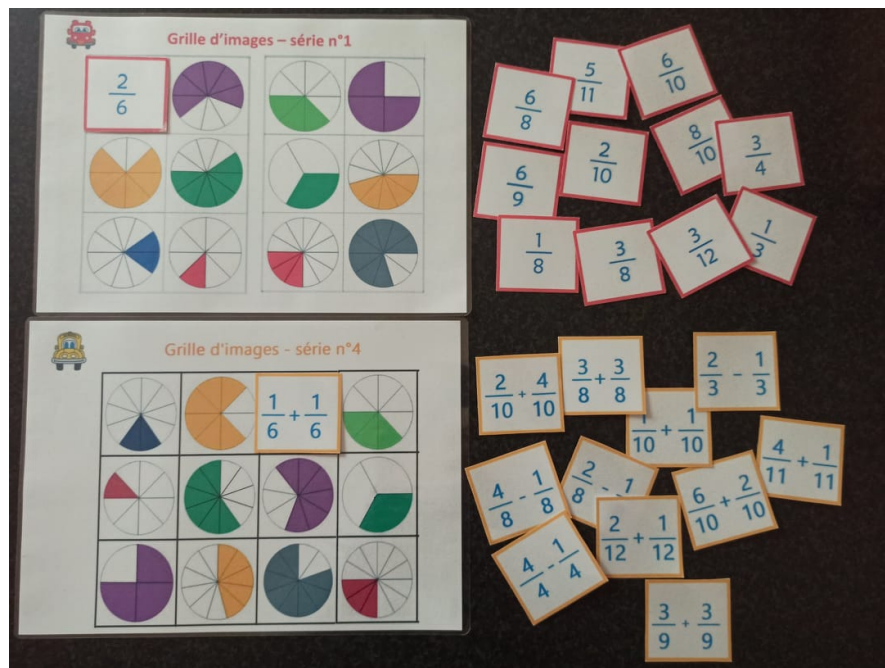 Grille d'images – série n°1
2/6
5/11
6/10
6/8
2/10
8/10
3/4
6/9
1/8
3/8
3/12
1/3
Grille d'images - série n°4
1/6 + 1/6
2/10 + 4/10
3/8 + 3/8
2/3 - 1/3
1/10 + 1/10
4/11 + 1/11
4/8 - 1/8
2/8 - 1
6/10 + 2/10
2/12 + 1/12
4/4 - 1/4
3/9 + 3/9